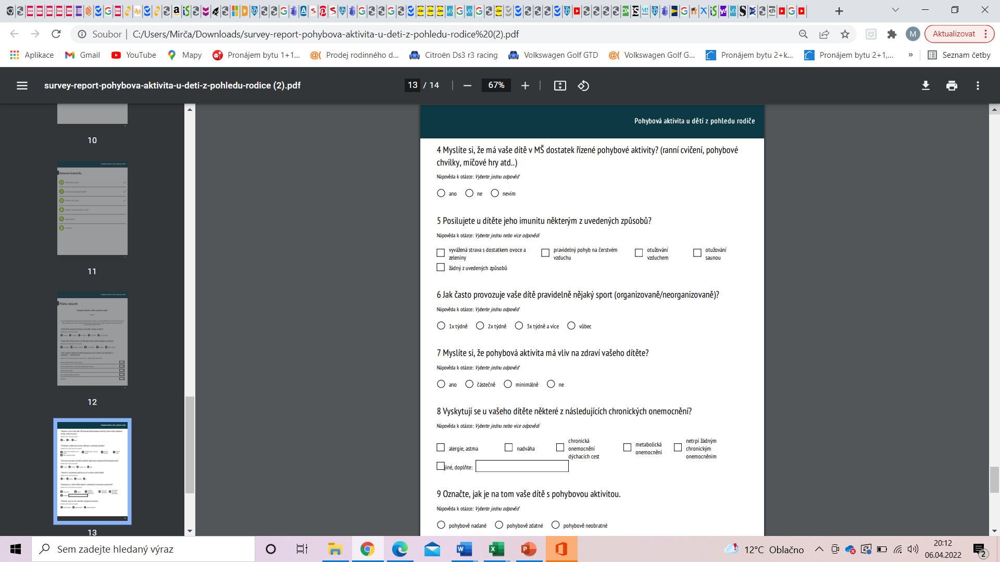 Soubor
C:/Users/Mirča/Downloads/survey-report-pohybova-aktivita-u-deti-z-pohledu-rodice%20(2).pdf
M
Aktualizovat
Aplikace
Gmail
YouTube
Mapy
Pronájem bytu 1+1...
Prodej rodinného d...
Citroën Ds3 r3 racing
Volkswagen Golf GTD
Volkswagen Golf G...
Pronájem bytu 2+k...
Pronájem bytu 2+1,...
»
Seznam četby
survey-report-pohybova-aktivita-u-deti-z-pohledu-rodice (2).pdf
13 / 14
67%
10
11
12
13
Pohybová aktivita u dětí z pohledu rodiče
4 Myslíte si, že má vaše dítě v MŠ dostatek řízené pohybové aktivity? (ranní cvičení, pohybové
chvilky, míčové hry atd..)
Nápověda k otázce: Vyberte jednu odpověď
ano ne nevím
5 Posilujete u dítěte jeho imunitu některým z uvedených způsobů?
Nápověda k otázce: Vyberte jednu nebo více odpovědí
vyvážená strava s dostatkem ovoce a
zeleniny
pravidelný pohyb na čerstvém
vzduchu
otužování
vzduchem
otužování
saunou
žádný z uvedených způsobů
6 Jak často provozuje vaše dítě pravidelně nějaký sport (organizovaně/neorganizovaně)?
Nápověda k otázce: Vyberte jednu odpověď
1x týdně 2x týdně 3x týdně a více vůbec
7 Myslíte si, že pohybová aktivita má vliv na zdraví vašeho dítěte?
Nápověda k otázce: Vyberte jednu odpověď
ano částečně minimálně ne
8 Vyskytují se u vašeho dítěte některé z následujících chronických onemocnění?
Nápověda k otázce: Vyberte jednu nebo více odpovědí
alergie, astma
nadváha
chronická
onemocnění
dýchacích cest
metabolická
onemocnění
netrpí žádným
chronickým
onemocněním
jiné, doplňte:
9 Označte, jak je na tom vaše dítě s pohybovou aktivitou.
Nápověda k otázce: Vyberte jednu odpověď
pohybově nadané pohybově zdatné pohybově neobratné
Sem zadejte hledaný výraz
12°C Oblačno
20:12
06.04.2022
2